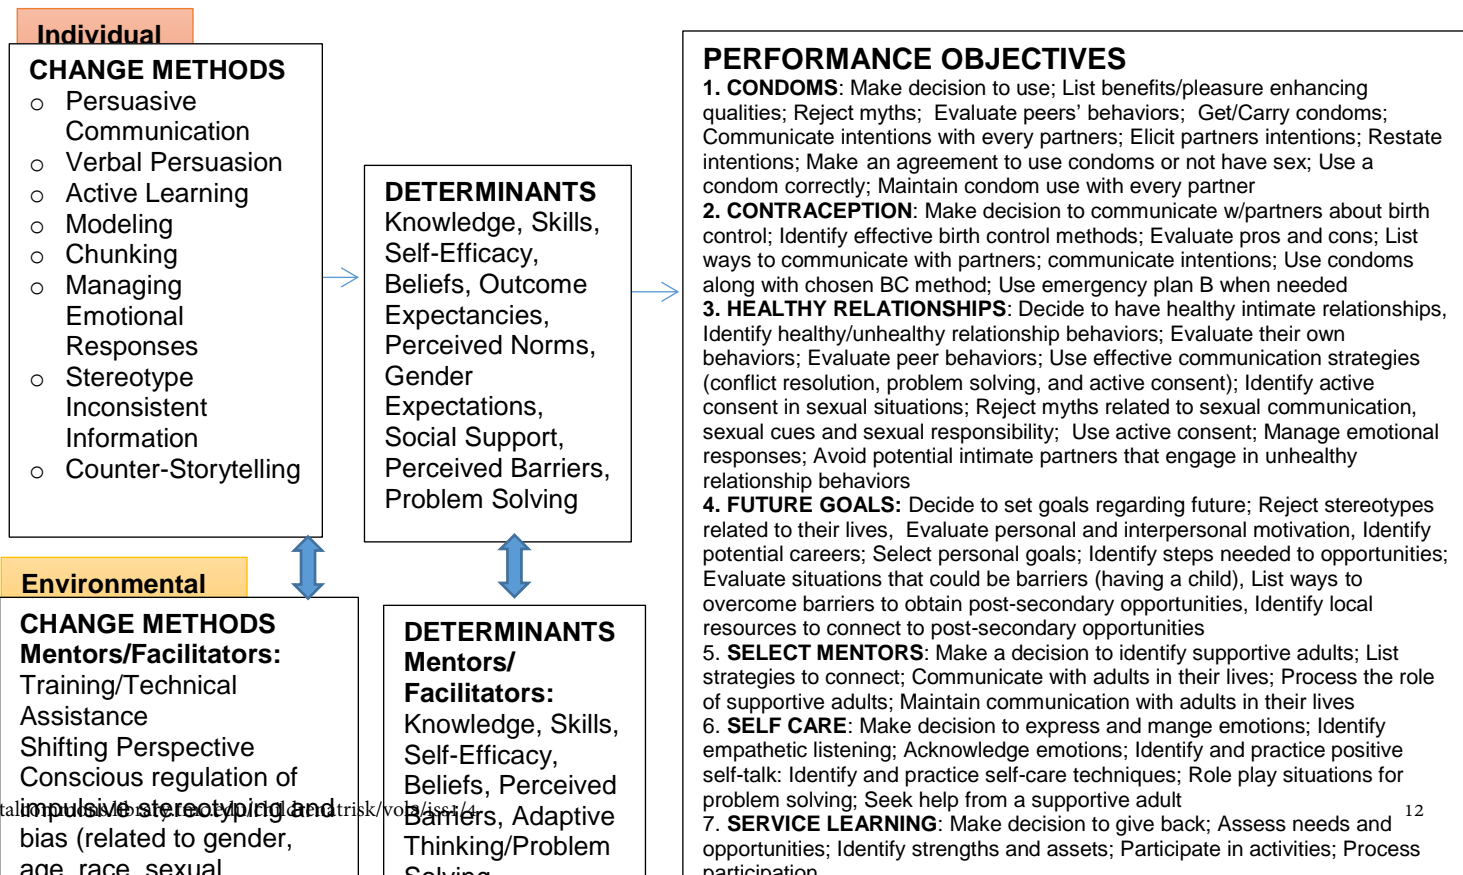 Individual
CHANGE METHODS
o Persuasive
Communication
o Verbal Persuasion
o Active Learning
o Modeling
o Chunking
o Managing
Emotional
Responses
o Stereotype
Inconsistent
Information
o Counter-Storytelling
DETERMINANTS
Knowledge, Skills,
Self-Efficacy,
Beliefs, Outcome
Expectancies,
Perceived Norms,
Gender
Expectations,
Social Support,
Perceived Barriers,
Problem Solving
PERFORMANCE OBJECTIVES
1. CONDOMS: Make decision to use; List benefits/pleasure enhancing
qualities; Reject myths; Evaluate peers' behaviors; Get/Carry condoms;
Communicate intentions with every partners; Elicit partners intentions; Restate
intentions; Make an agreement to use condoms or not have sex; Use a
condom correctly; Maintain condom use with every partner
2. CONTRACEPTION: Make decision to communicate w/partners about birth
control; Identify effective birth control methods; Evaluate pros and cons; List
ways to communicate with partners; communicate intentions; Use condoms
along with chosen BC method; Use emergency plan B when needed
3. HEALTHY RELATIONSHIPS: Decide to have healthy intimate relationships,
Identify healthy/unhealthy relationship behaviors; Evaluate their own
behaviors; Evaluate peer behaviors; Use effective communication strategies
(conflict resolution, problem solving, and active consent); Identify active
consent in sexual situations; Reject myths related to sexual communication,
sexual cues and sexual responsibility; Use active consent; Manage emotional
responses; Avoid potential intimate partners that engage in unhealthy
relationship behaviors
4. FUTURE GOALS: Decide to set goals regarding future; Reject stereotypes
related to their lives, Evaluate personal and interpersonal motivation, Identify
potential careers; Select personal goals; Identify steps needed to opportunities;
Evaluate situations that could be barriers (having a child), List ways to
overcome barriers to obtain post-secondary opportunities, Identify local
resources to connect to post-secondary opportunities
5. SELECT MENTORS: Make a decision to identify supportive adults; List
strategies to connect; Communicate with adults in their lives; Process the role
of supportive adults; Maintain communication with adults in their lives
6. SELF CARE: Make decision to express and mange emotions; Identify
empathetic listening; Acknowledge emotions; Identify and practice positive
self-talk: Identify and practice self-care techniques; Role play situations for
problem solving; Seek help from a supportive adult
7. SERVICE LEARNING: Make decision to give back; Assess needs and
opportunities; Identify strengths and assets; Participate in activities; Process
participation
Environmental
CHANGE METHODS
Mentors/Facilitators:
Training/Technical
Assistance
Shifting Perspective
Conscious regulation of
impulsive stereotyping and
bias (related to gender,
age, race, sexual
DETERMINANTS
Mentors/
Facilitators:
Knowledge, Skills,
Self-Efficacy,
Beliefs, Perceived
Barriers, Adaptive
Thinking/Problem
Solving
12